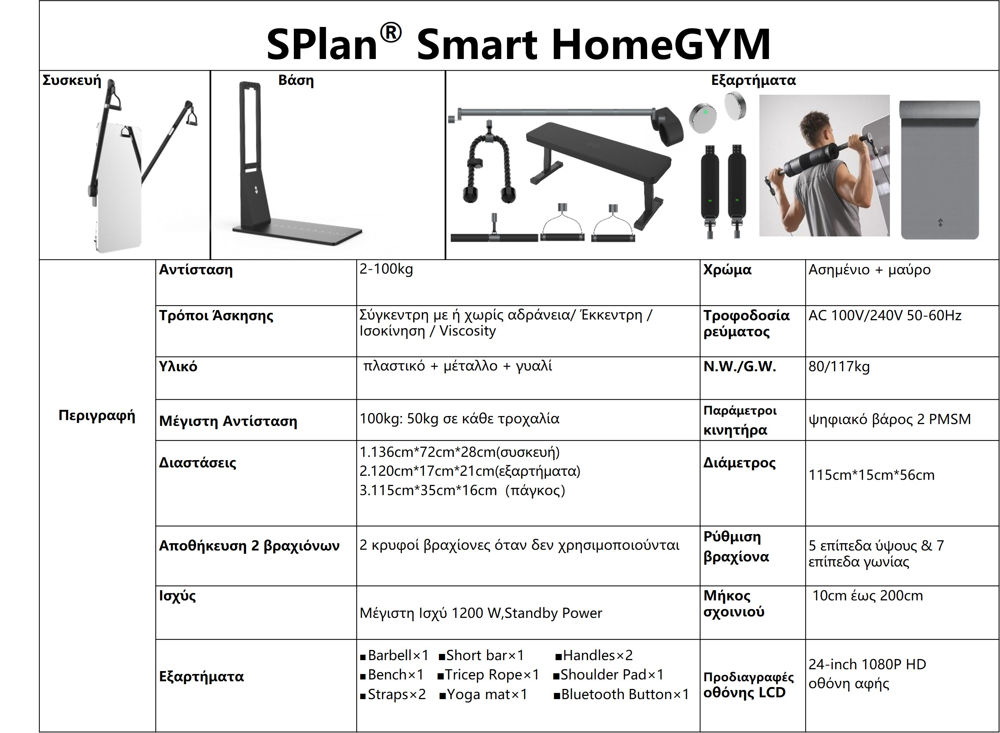 SPlan® Smart HomeGYM
Συσκευή
Βάση
Εξαρτήματα
Περιγραφή
Αντίσταση
2-100kg
Χρώμα
Ασημένιο + μαύρο
Τρόποι Άσκησης
Σύγκεντρη με ή χωρίς αδράνεια/ Έκκεντρη /
Ισοκίνηση / Viscosity
Τροφοδοσία
ρεύματος
AC 100V/240V 50-60Hz
Υλικό
πλαστικό + μέταλλο + γυαλί
N.W./G.W.
80/117kg
Μέγιστη Αντίσταση
100kg: 50kg σε κάθε τροχαλία
Παράμετροι
κινητήρα
ψηφιακό βάρος 2 PMSM
Διαστάσεις
1.136cm*72cm*28cm(συσκευή)
2.120cm*17cm*21cm(εξαρτήματα)
3.115cm*35cm*16cm (πάγκος)
Διάμετρος
115cm*15cm*56cm
Αποθήκευση 2 βραχιόνων
2 κρυφοί βραχίονες όταν δεν χρησιμοποιούνται
Ρύθμιση
βραχίονα
5 επίπεδα ύψους & 7
επίπεδα γωνίας
Ισχύς
Μέγιστη Ισχύ 1200 W,Standby Power
Μήκος
σχοινιού
10cm έως 200cm
Εξαρτήματα
■Barbell×1 ■Short bar×1 ■Handles×2
■Bench×1 ■Tricep Rope×1 ■Shoulder Pad×1
■Straps×2 ■Yoga mat×1 ■Bluetooth Button×1
Προδιαγραφές
οθόνης LCD
24-inch 1080P HD
οθόνη αφής